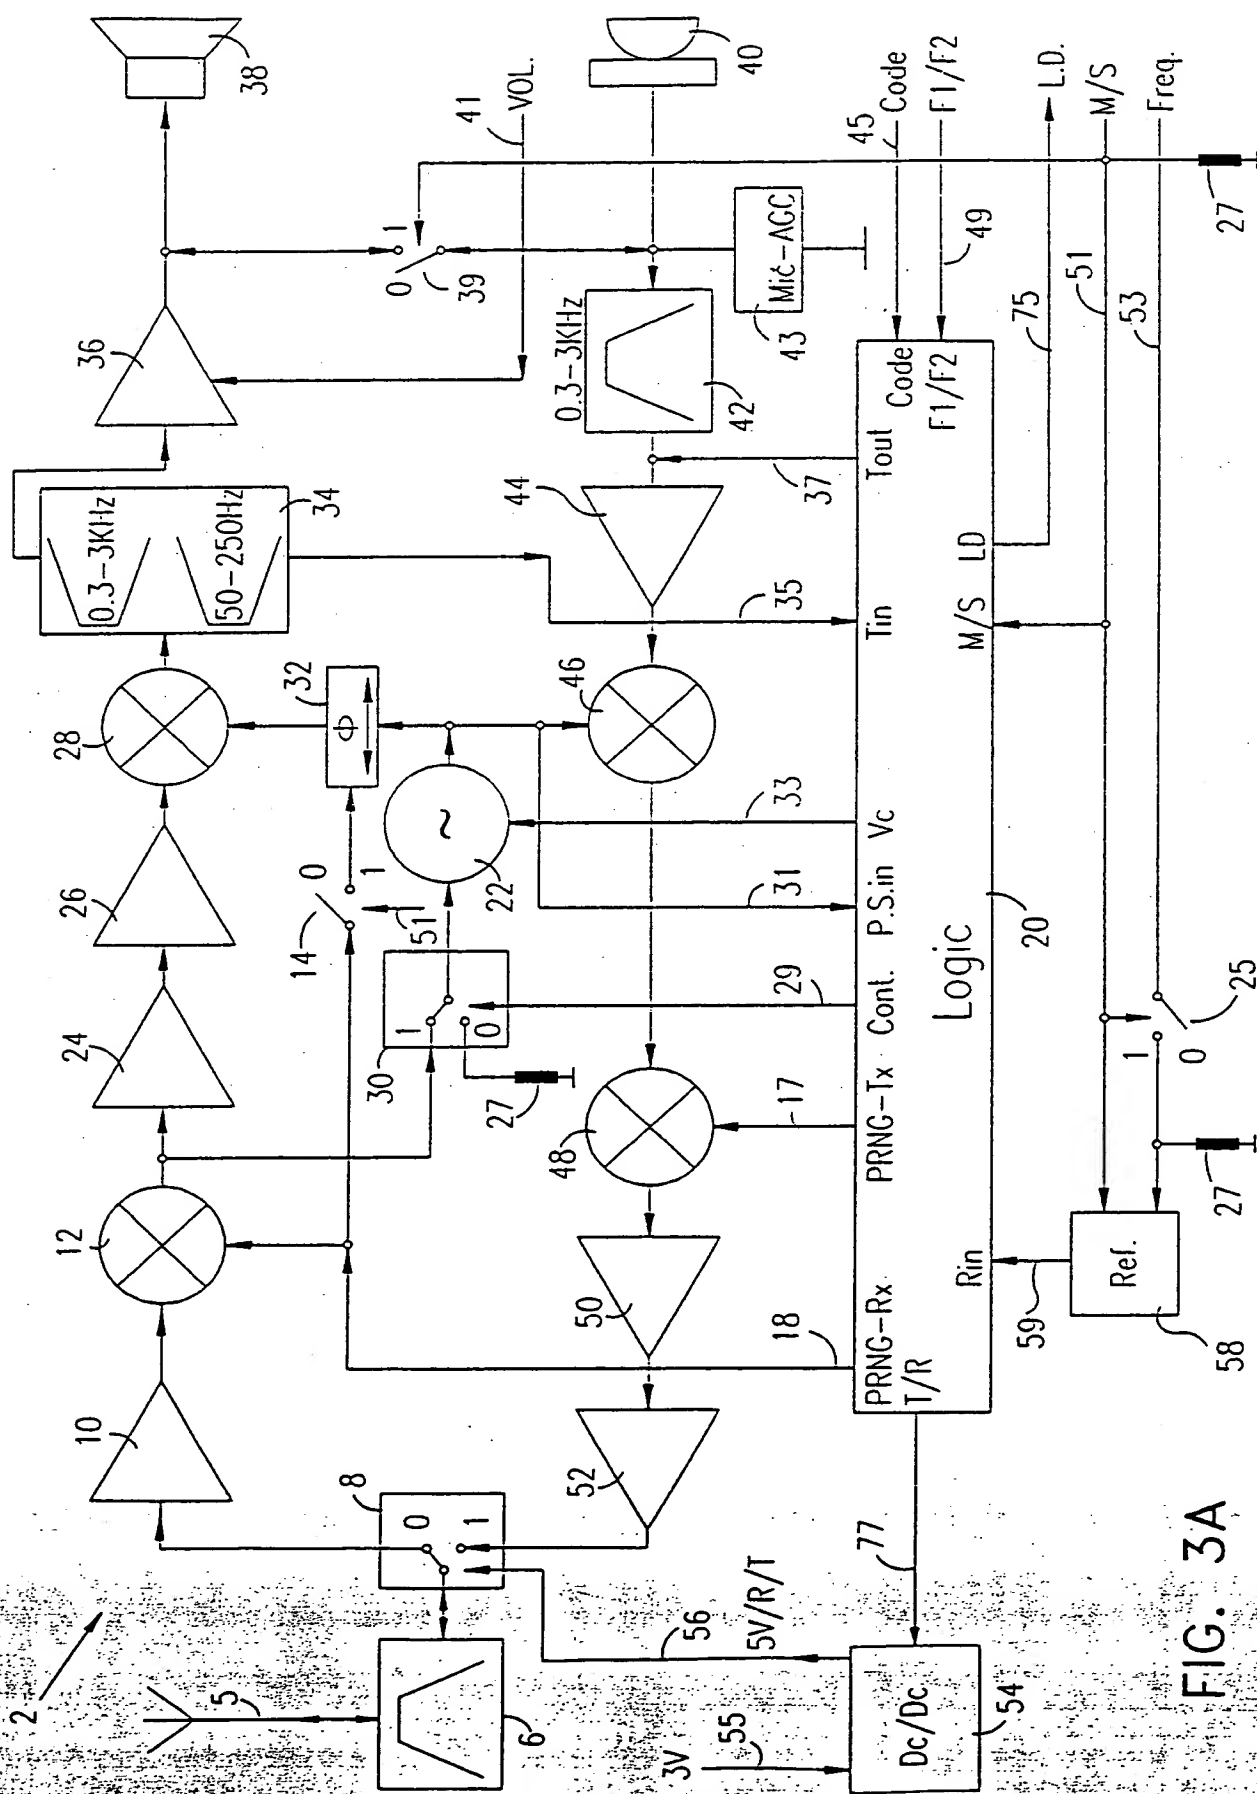 38
40
41
VOL.
45
Code
F1/F2
L.D.
M/S
Freq.
36
0
1
39
Mic-AGC
43
49
75
51
53
27
0.3-3KHz
42
0.3-3KHz
50-250Hz
34
44
37
Tout
Code
F1/F2
35
Tin
LD
M/S
28
32
Φ
46
26
14
0
1
51
~
22
33
Vc
31
P.S.in
Logic
20
24
30
1
0
27
29
Cont.
25
1
0
12
48
17
PRNG-Tx
27
10
50
18
PRNG-Rx
T/R
Rin
59
Ref.
58
8
0
1
52
77
2
5
6
56
5V/R/T
3V
55
Dc/Dc
54
FIG. 3A